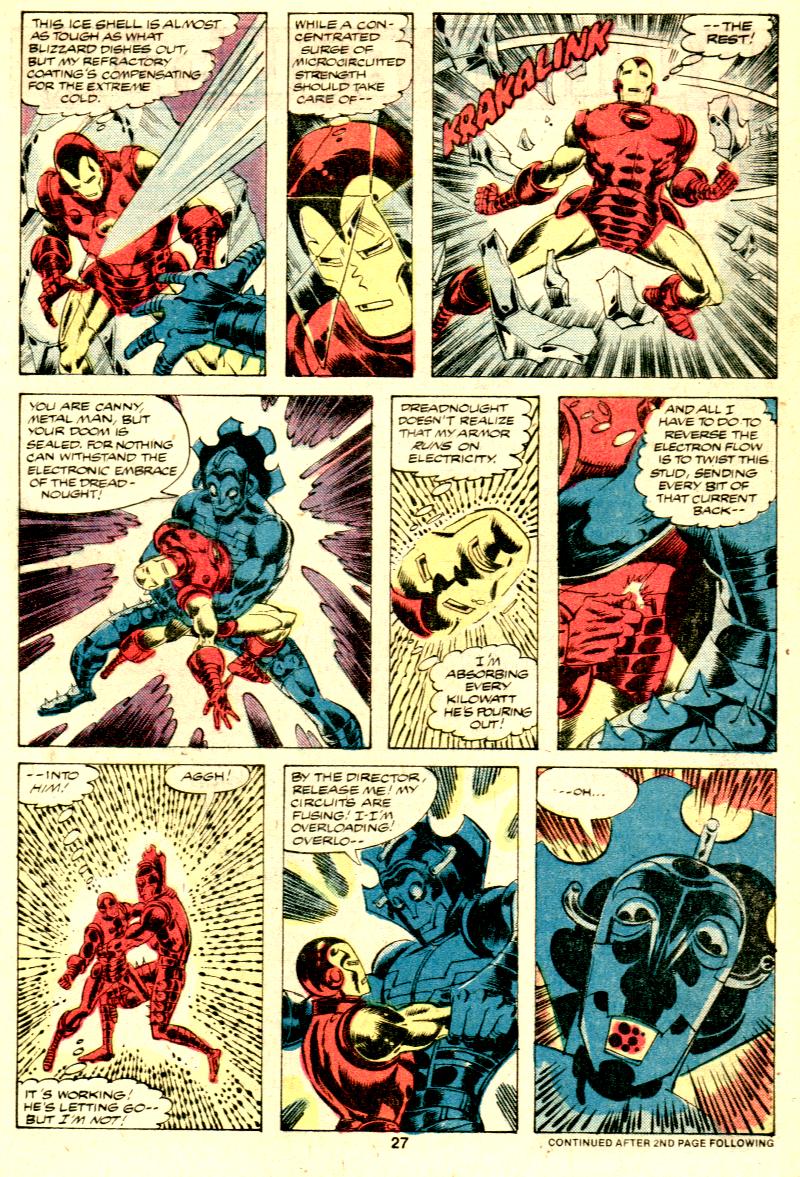 THIS ICE SHELL IS ALMOST
AS TOUGH AS WHAT
BLIZZARD DISHES OUT,
BUT MY REFRACTORY
COATING'S COMPENSATING
FOR THE EXTREME
COLD.
WHILE A CON-
CENTRATED
SURGE OF
MICROCIRCUITED
STRENGTH
SHOULD TAKE
CARE OF--
KRAKALINK
--THE
REST!
YOU ARE CANNY,
METAL MAN, BUT
YOUR DOOM IS
SEALED. FOR NOTHING
CAN WITHSTAND THE
ELECTRONIC EMBRACE
OF THE DREAD-
NOUGHT!
DREADNOUGHT
DOESN'T REALIZE
THAT MY ARMOR
RUNS ON
ELECTRICITY.
I'M
ABSORBING
EVERY
KILOWATT
HE'S POURING
OUT!
AND ALL I
HAVE TO DO TO
REVERSE THE
ELECTRON FLOW
IS TO TWIST THIS
STUD, SENDING
EVERY BIT OF
THAT CURRENT
BACK--
--INTO
HIM!
AGGH!
IT'S WORKING!
HE'S LETTING GO--
BUT I'M NOT!
BY THE DIRECTOR,
RELEASE ME! MY
CIRCUITS ARE
FUSING! I-I'M
OVERLOADING!
OVERLO--
---OH...
27
CONTINUED AFTER 2ND PAGE FOLLOWING